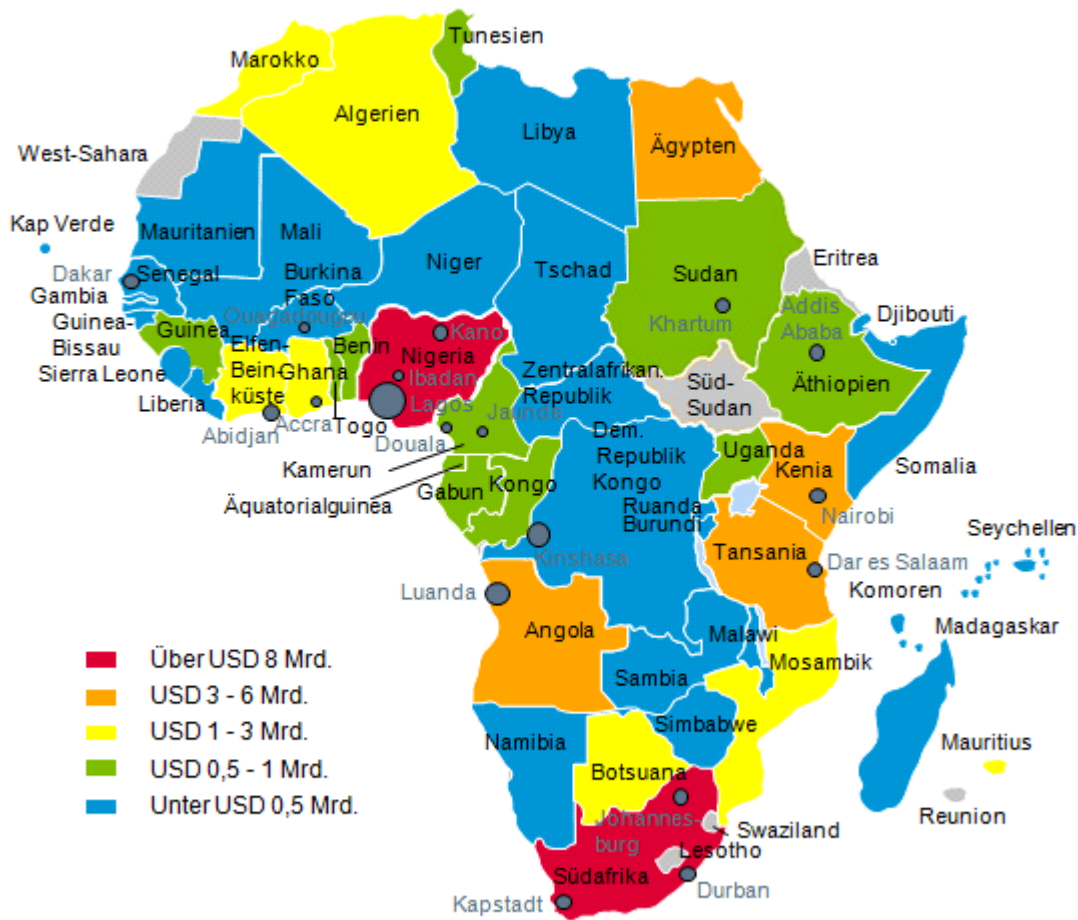 Tunesien
Marokko
Algerien
Libya
Ägypten
West-Sahara
Kap Verde
Mauritanien
Mali
Niger
Tschad
Sudan
Eritrea
Dakar
Senegal
Burkina
Faso
Gambia
Ouagartougou
Khartum
Addis
Ababa
Djibouti
Guinea-
Bissau
Guinea
Elfen-
Bein-
küste
Ghana
Benin
Nigeria
Kano
Ibadan
Lagos
Sierra Leone
Liberia
Abidjan
Accra
Togo
Douala
Jaunde
Zentralafrikan.
Republik
Süd-
Sudan
Äthiopien
Kamerun
Äquatorialguinea
Gabun
Kongo
Dem.
Republik
Kongo
Ruanda
Burundi
Uganda
Kenia
Somalia
Nairobi
Kinshasa
Tansania
Dar es Salaam
Seychellen
Komoren
Luanda
Angola
Malawi
Mosambik
Madagaskar
Sambia
Simbabwe
Namibia
Botsuana
Mauritius
Reunion
Johannes-
burg
Swaziland
Lesotho
Südafrika
Durban
Kapstadt
Über USD 8 Mrd.
USD 3 - 6 Mrd.
USD 1 - 3 Mrd.
USD 0,5 - 1 Mrd.
Unter USD 0,5 Mrd.